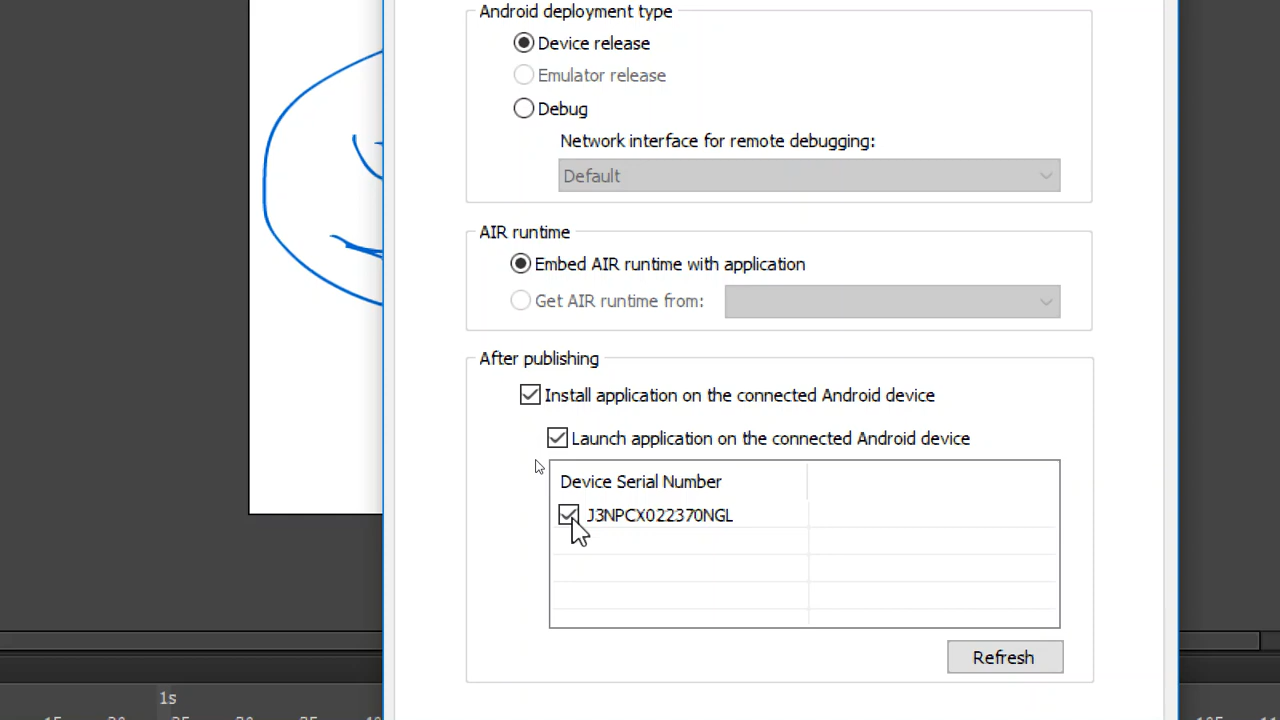 Android deployment type
Device release
Emulator release
Debug
Network interface for remote debugging:
Default
AIR runtime
Embed AIR runtime with application
Get AIR runtime from:
After publishing
Install application on the connected Android device
Launch application on the connected Android device
Device Serial Number
J3NPCX022370NGL
Refresh
1s